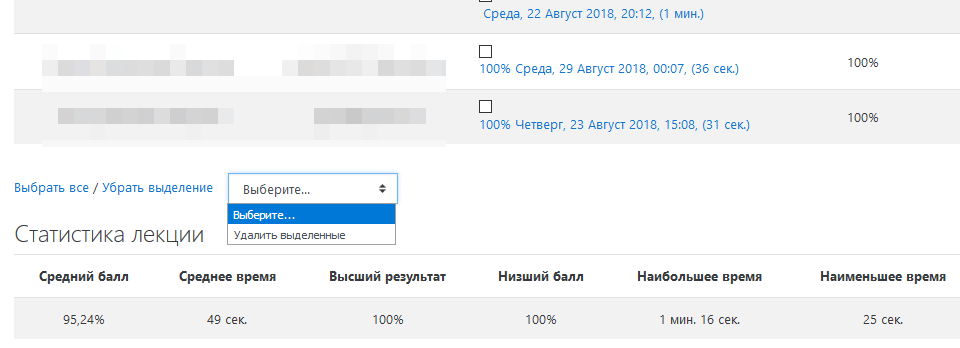 Среда, 22 Август 2018, 20:12, (1 мин.)
100% Среда, 29 Август 2018, 00:07, (36 сек.) 100%
100% Четверг, 23 Август 2018, 15:08, (31 сек.) 100%
Выбрать все / Убрать выделение Выберите...
Выберите...
Удалить выделенные
Статистика лекции
Средний балл Среднее время Высший результат Низший балл Наибольшее время Наименьшее время
95,24% 49 сек. 100% 100% 1 мин. 16 сек. 25 сек.